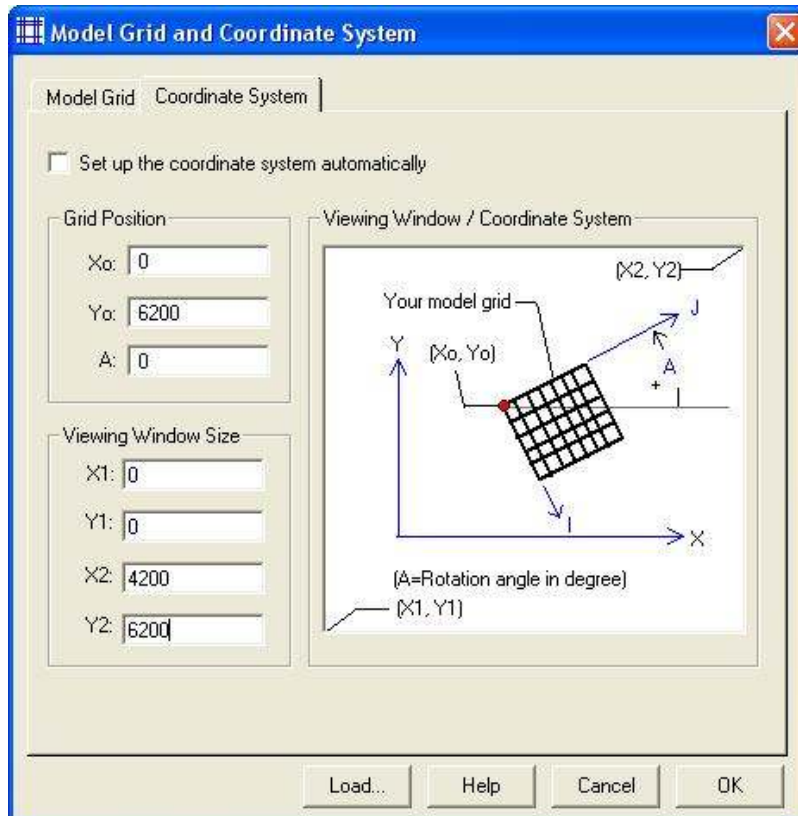 Model Grid and Coordinate System
Model Grid
Coordinate System
Set up the coordinate system automatically
Grid Position
Xo: 0
Yo: 6200
A: 0
Viewing Window Size
X1: 0
Y1: 0
X2: 4200
Y2: 6200
Viewing Window / Coordinate System
(X2, Y2)
Your model grid
J
Y
(Xo, Yo)
A
+
I
X
(A=Rotation angle in degree)
(X1, Y1)
Load...
Help
Cancel
OK